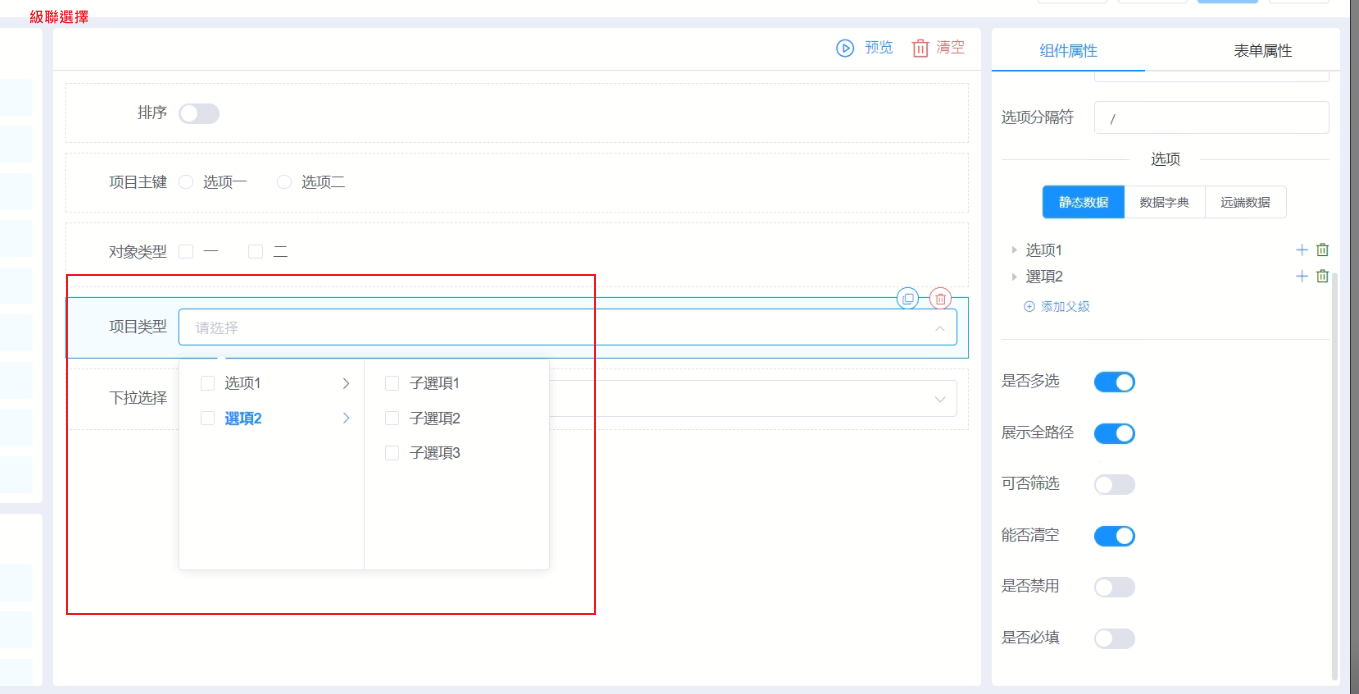 級聯選擇
预览 清空
排序
项目主键 选项一 选项二
对象类型 一 二
项目类型 请选择
选项1 子選項1
選項2 子選項2
子選項3
下拉选择
组件属性 表单属性
选项分隔符 /
选项
静态数据 数据字典 远端数据
选项1
選項2
添加父级
是否多选
展示全路径
可否筛选
能否清空
是否禁用
是否必填